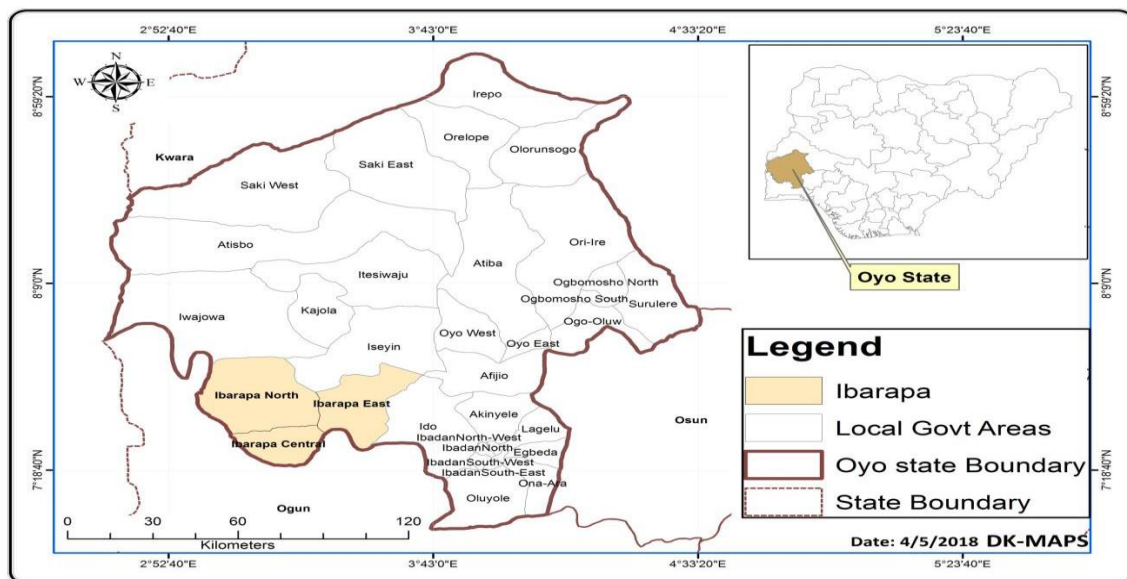 2°52'40"E 3°43'0"E 4°33'20"E 5°23'40"E
8°59'20"N 8°59'20"N
8°9'0"N 8°9'0"N
7°18'40"N 7°18'40"N
N
W E
S
Irepo
Orelope
Olorunsogo
Kwara
Saki East
Saki West
Atisbo
Ori-Ire
Atiba
Itesiwaju
Ogbomosho North
Ogbomosho South
Surulere
Kajola
Iwajowa
Ogo-Oluw
Oyo West
Oyo East
Iseyin
Afijio
Ibarapa North
Ibarapa East
Akinyele
Osun
Ido
Lagelu
IbadanNorth-West
Ibarapa Central
IbadanNorth
Egbeda
IbadanSouth-West
IbadanSouth-East
Ona-Ara
Oluyole
Ogun
0 30 60 120
Kilometers
Oyo State
Legend
Ibarapa
Local Govt Areas
Oyo state Boundary
State Boundary
Date: 4/5/2018 DK-MAPS
2°52'40"E 3°43'0"E 4°33'20"E 5°23'40"E